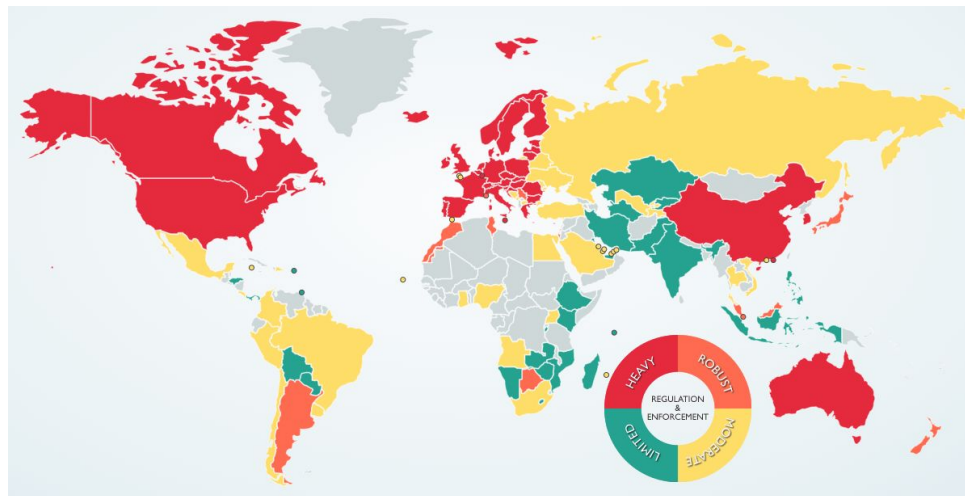 HEAVY
ROBUST
REGULATION
&
ENFORCEMENT
LIMITED
MODERATE